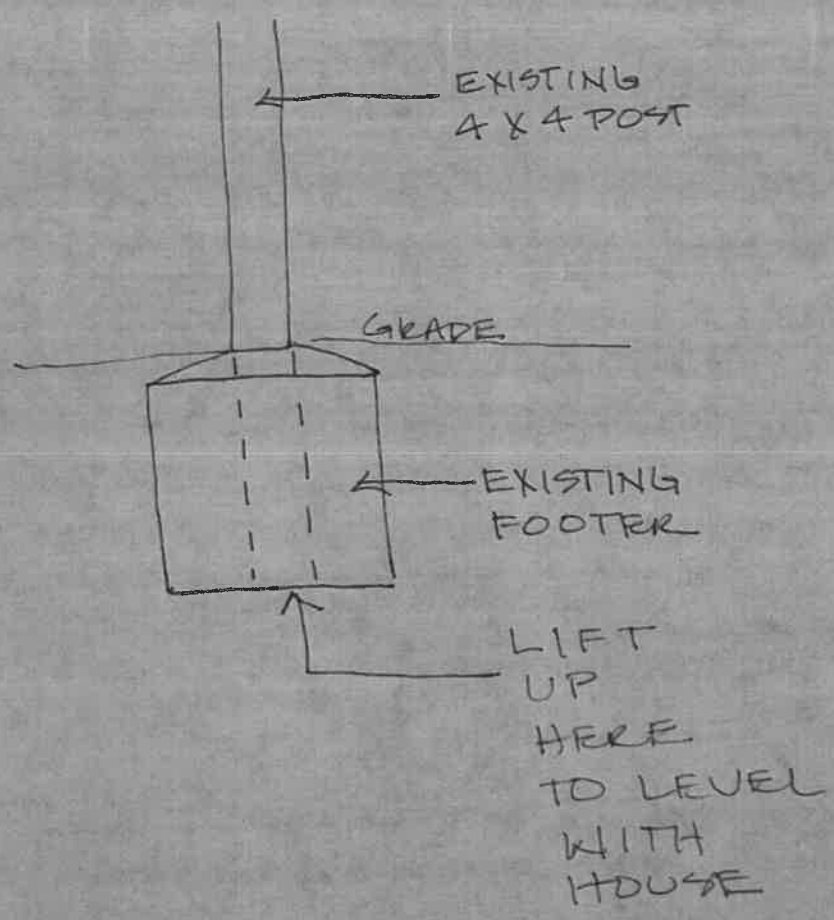 EXISTING
4 X 4 POST
GRADE
EXISTING
FOOTER
LIFT
UP
HERE
TO LEVEL
WITH
HOUSE